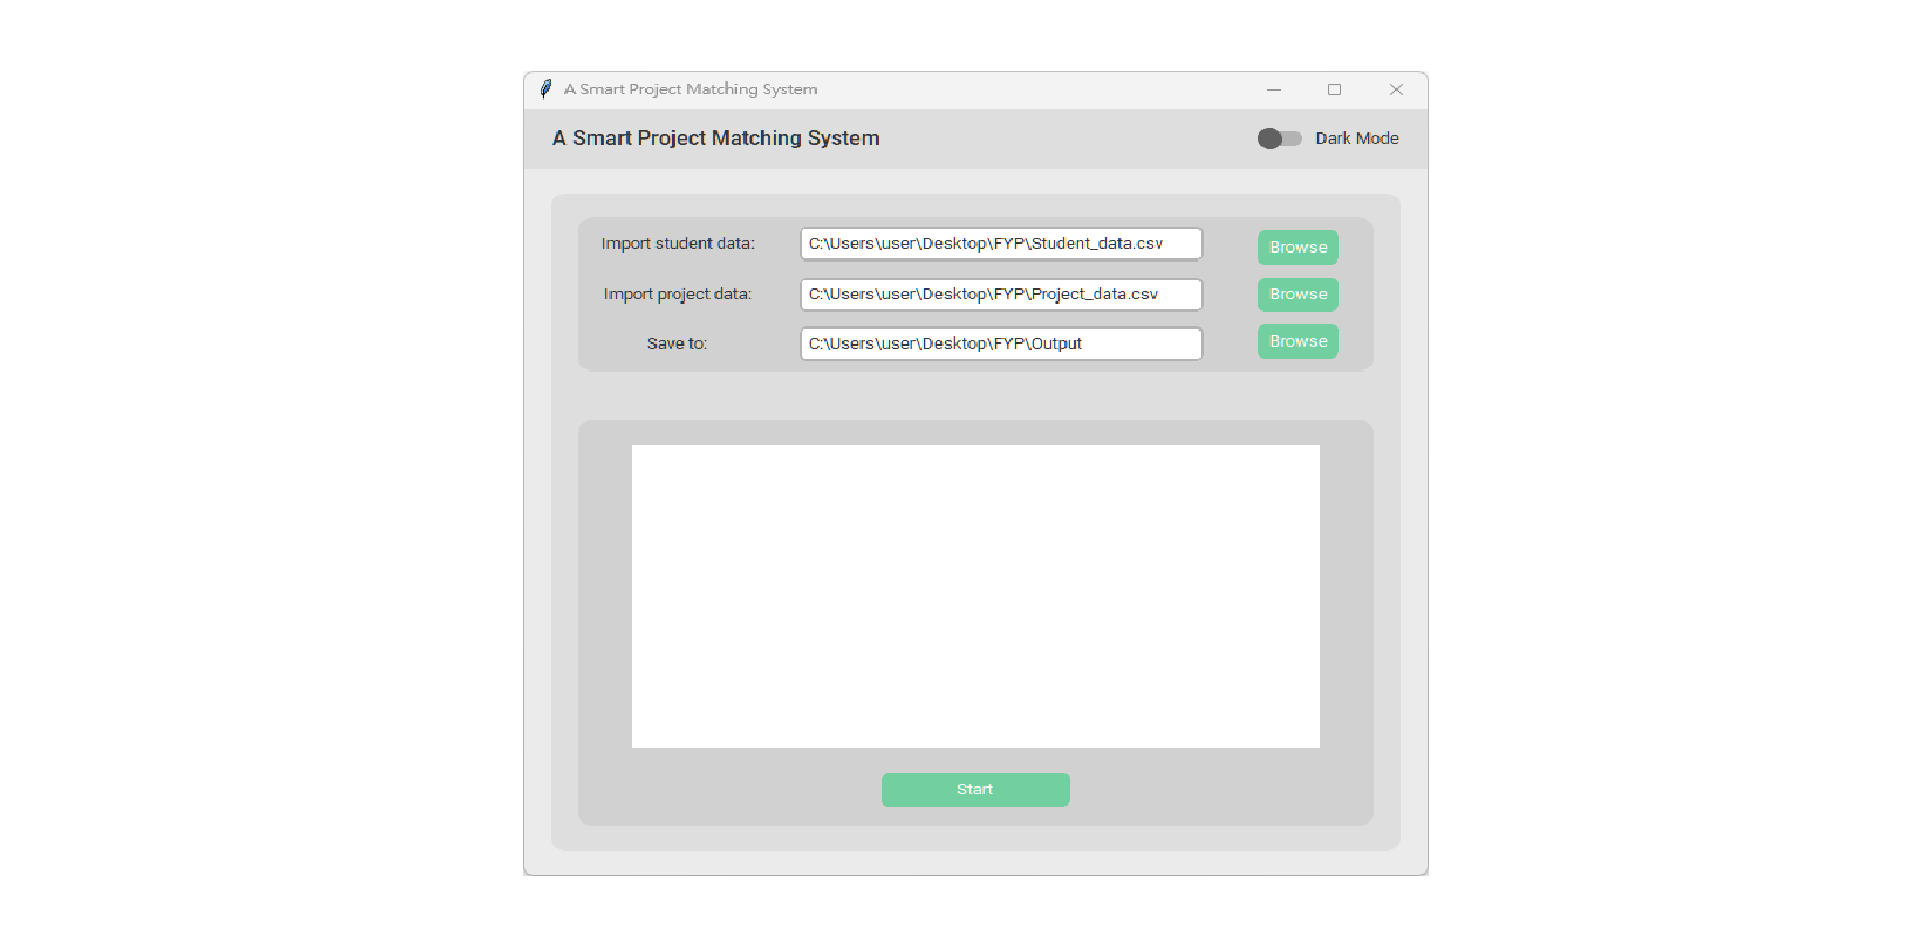 A Smart Project Matching System
A Smart Project Matching System
Dark Mode
Import student data: C:\Users\user\Desktop\FYP\Student_data.csv Browse
Import project data: C:\Users\user\Desktop\FYP\Project_data.csv Browse
Save to: C:\Users\user\Desktop\FYP\Output Browse
Start